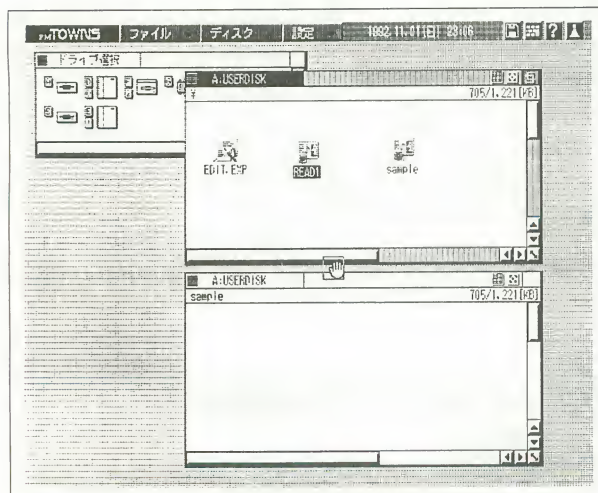 FMTOWNS ファイル ディスク 設定 1992.11.01[日] 23:06 ?
ドライブ選択
A:USERDISK
¥ 705/1,221[KB]
EDIT.EXP READ1 sample
A:USERDISK
sample 705/1,221[KB]